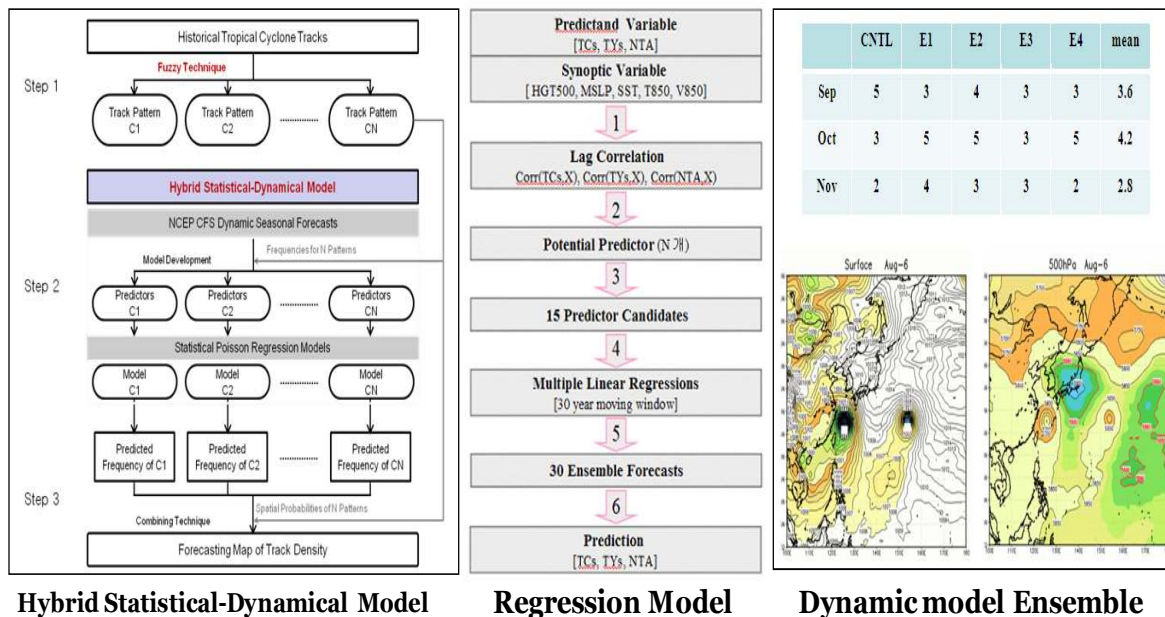 Historical Tropical Cyclone Tracks
Fuzzy Technique
Step 1
Track Pattern C1
Track Pattern C2
Track Pattern CN
Hybrid Statistical-Dynamical Model
NCEP CFS Dynamic Seasonal Forecasts
Frequencies for N Patterns
Model Development
Step 2
Predictors C1
Predictors C2
Predictors CN
Statistical Poisson Regression Models
Model C1
Model C2
Model CN
Predicted Frequency of C1
Predicted Frequency of C2
Predicted Frequency of CN
Step 3
Spatial Probabilities of N Patterns
Combining Technique
Forecasting Map of Track Density
Hybrid Statistical-Dynamical Model
Predictand Variable
[TCs, TYs, NTA]
Synoptic Variable
[ HGT500, MSLP, SST, T850, V850]
1
Lag Correlation
Corr(TCs,X), Corr(TYs,X), Corr(NTA,X)
2
Potential Predictor (N 개)
3
15 Predictor Candidates
4
Multiple Linear Regressions
[30 year moving window]
5
30 Ensemble Forecasts
6
Prediction
[TCs, TYs, NTA]
Regression Model
CNTL E1 E2 E3 E4 mean
Sep 5 3 4 3 3 3.6
Oct 3 5 5 3 5 4.2
Nov 2 4 3 3 2 2.8
Surface Aug-6
500hPa Aug-6
Dynamic model Ensemble